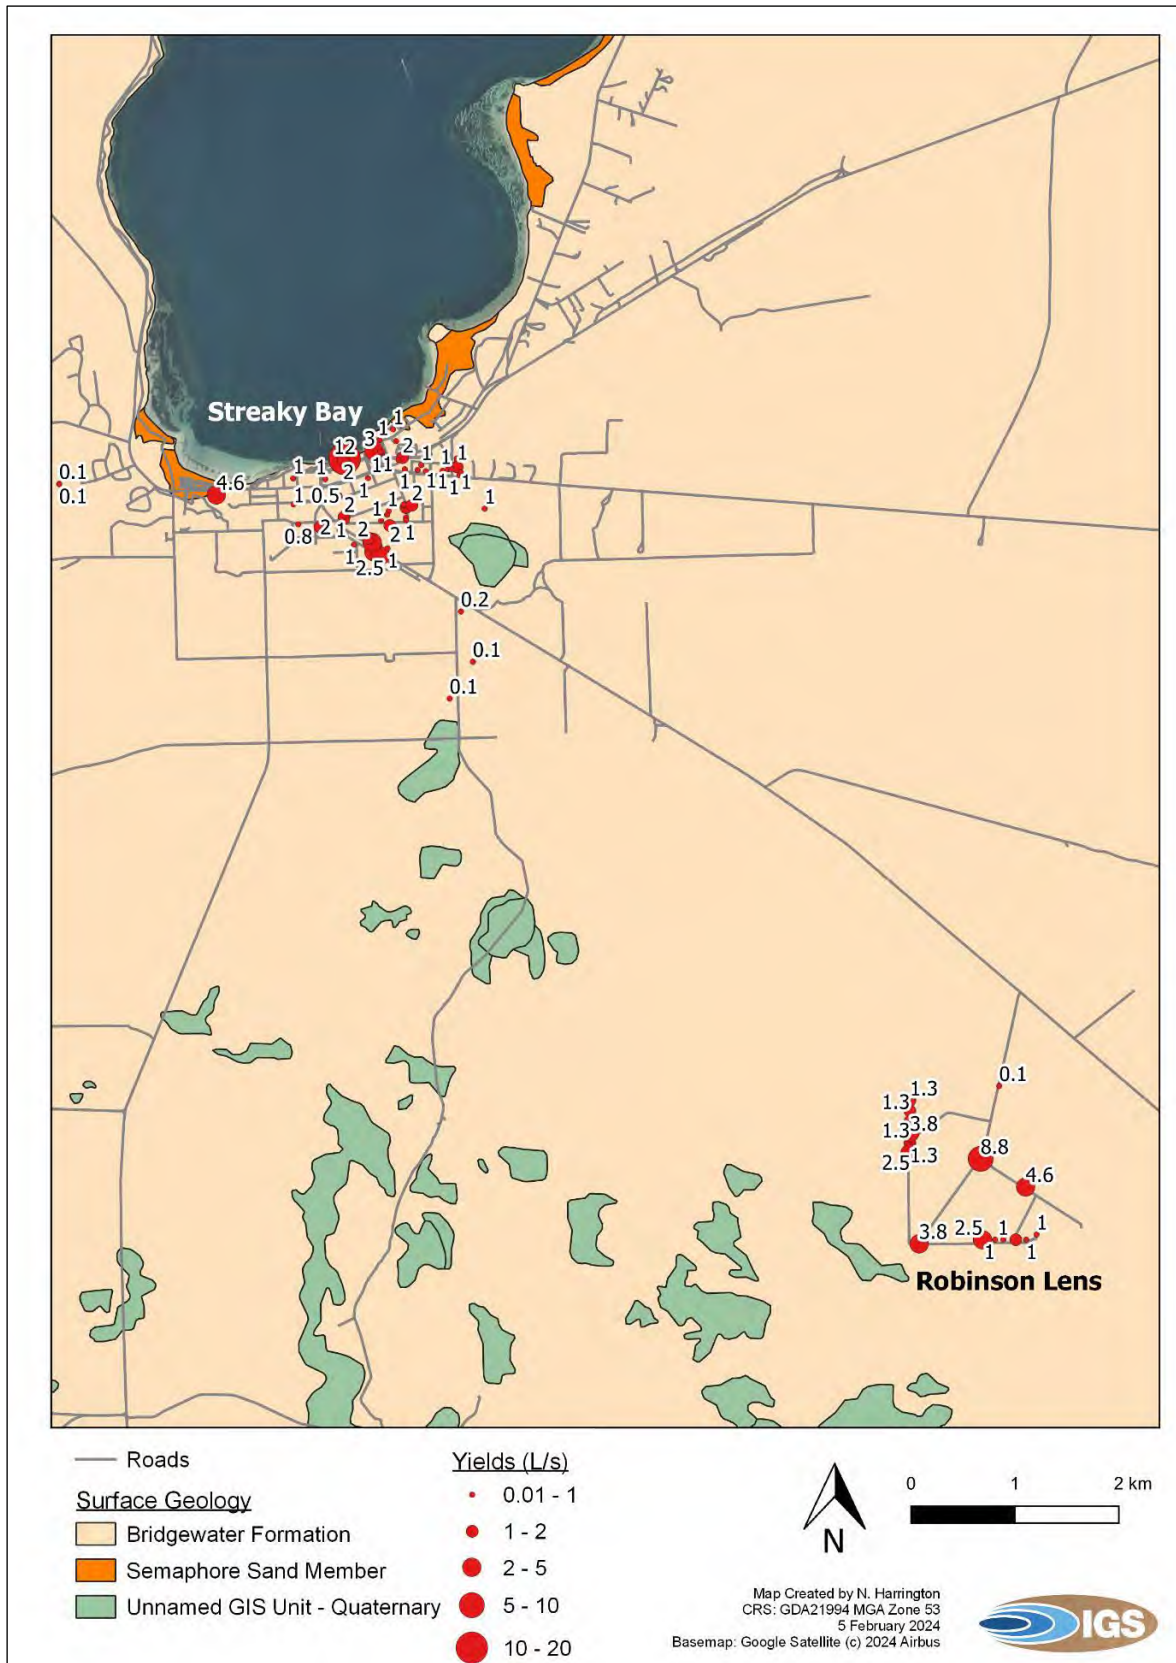 Streaky Bay
1
1
3
12
2
1
1
1
1
1
11
2
1
11
1
0.1
0.1
4.6
1
0.5
1
1
2
1
0.8
2
1
2
1
2
1
1
2.5
1
0.2
0.1
0.1
0.1
1.3
1.3
1.3
3.8
2.5
1.3
8.8
4.6
3.8
2.5
1
1
1
1
Robinson Lens
Roads
Surface Geology
Bridgewater Formation
Semaphore Sand Member
Unnamed GIS Unit - Quaternary
Yields (L/s)
0.01 - 1
1 - 2
2 - 5
5 - 10
10 - 20
N
0 1 2 km
Map Created by N. Harrington
CRS: GDA21994 MGA Zone 53
5 February 2024
Basemap: Google Satellite (c) 2024 Airbus
IGS